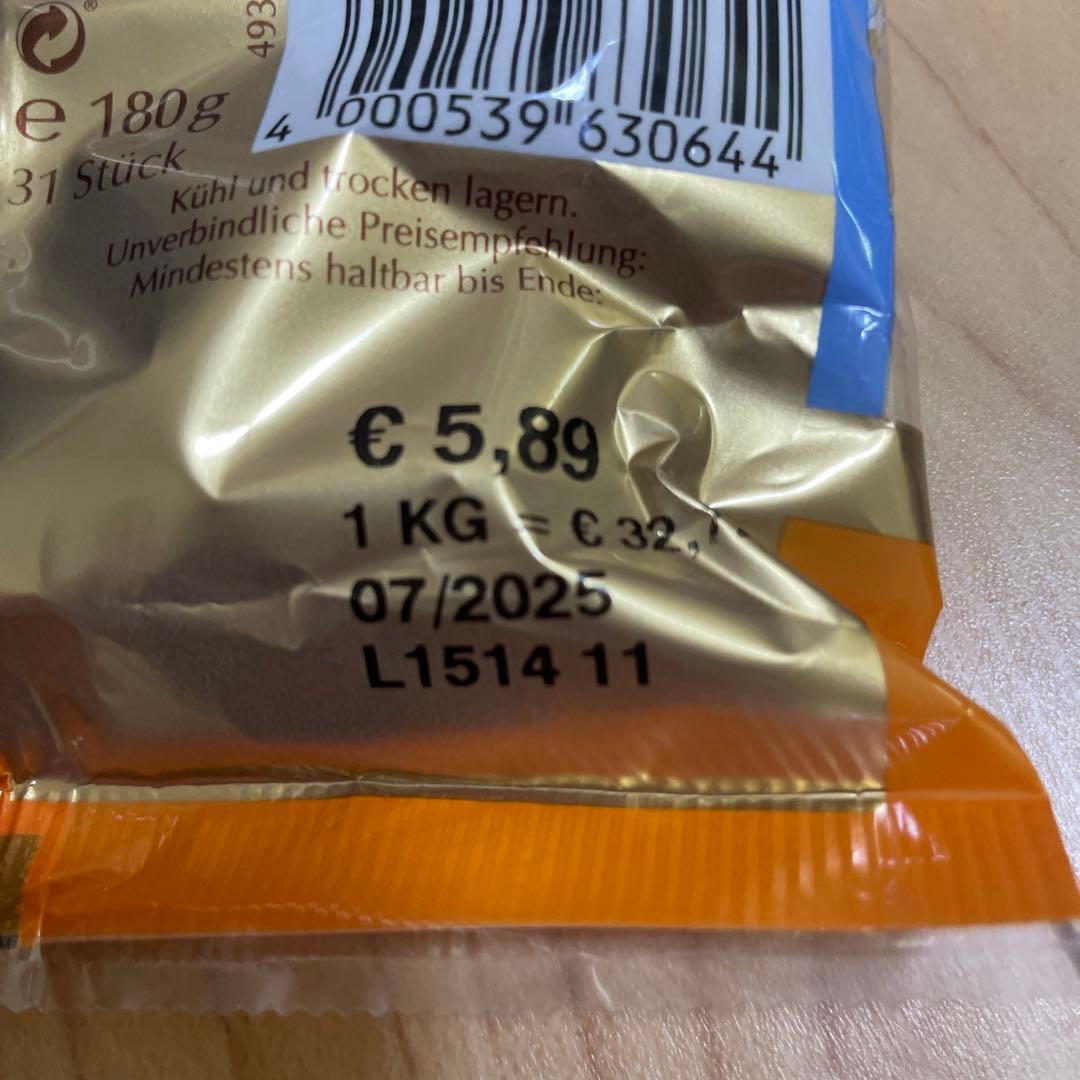 ®
493
4 000539 630644
e 180g
31 Stück
Kühl und trocken lagern.
Unverbindliche Preisempfehlung:
Mindestens haltbar bis Ende:
€ 5,89
1 KG = € 32,
07/2025
L1514 11